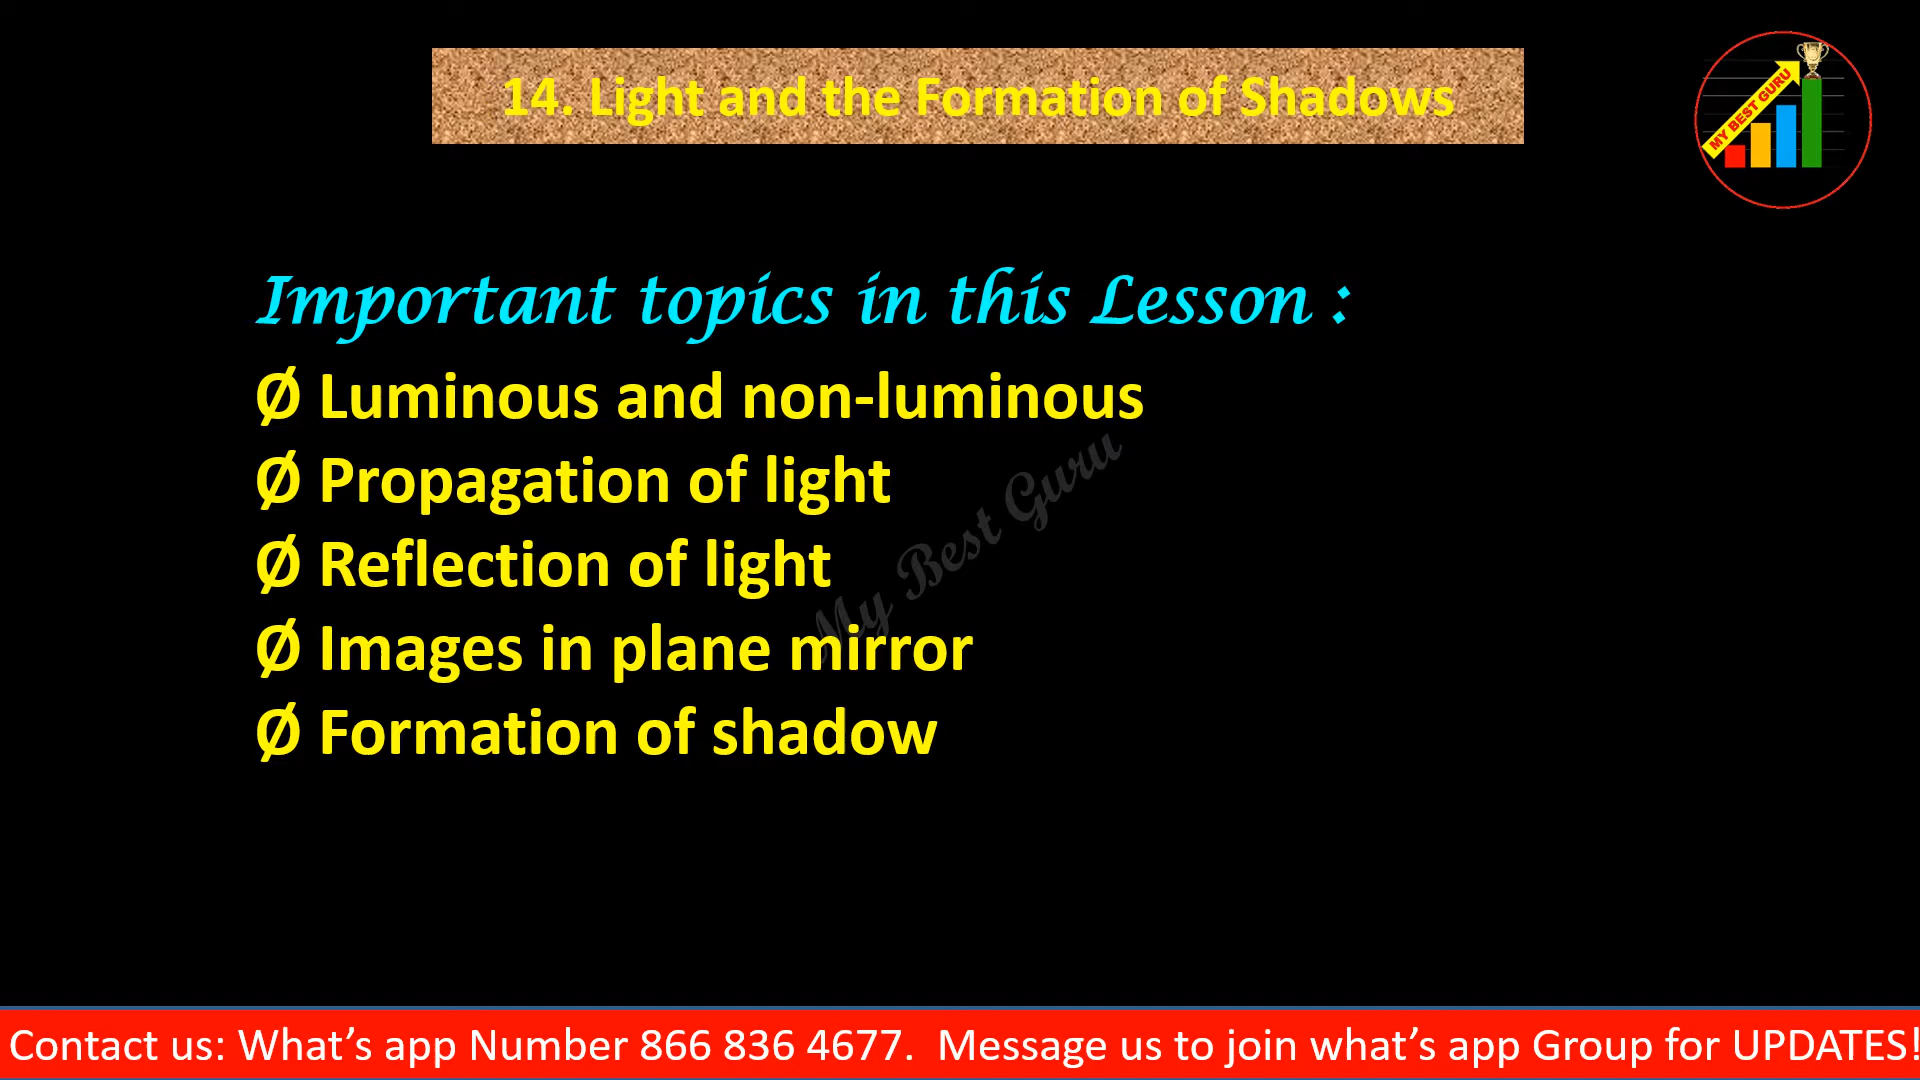 14. Light and the Formation of Shadows
MY BEST GURU
Important topics in this Lesson :
Ø Luminous and non-luminous
Ø Propagation of light
Ø Reflection of light
Ø Images in plane mirror
Ø Formation of shadow
My Best Guru
Contact us: What’s app Number 866 836 4677.  Message us to join what’s app Group for UPDATES!